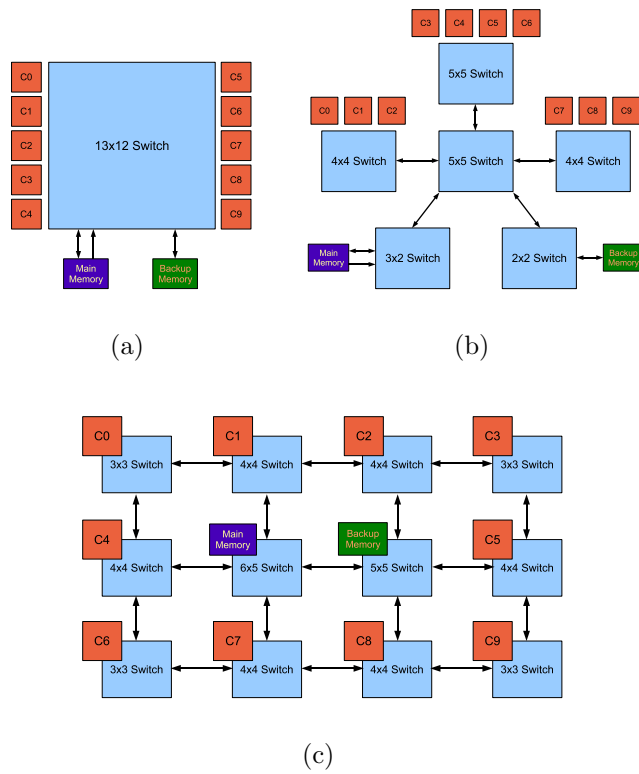 C0
C1
C2
C3
C4
13x12 Switch
C5
C6
C7
C8
C9
Main
Memory
Backup
Memory
(a)
C3 C4 C5 C6
5x5 Switch
C0 C1 C2
C7 C8 C9
4x4 Switch
5x5 Switch
4x4 Switch
Main
Memory
3x2 Switch
2x2 Switch
Backup
Memory
(b)
C0
3x3 Switch
C1
4x4 Switch
C2
4x4 Switch
C3
3x3 Switch
C4
4x4 Switch
Main
Memory
6x5 Switch
Backup
Memory
5x5 Switch
C5
4x4 Switch
C6
3x3 Switch
C7
4x4 Switch
C8
4x4 Switch
C9
3x3 Switch
(c)